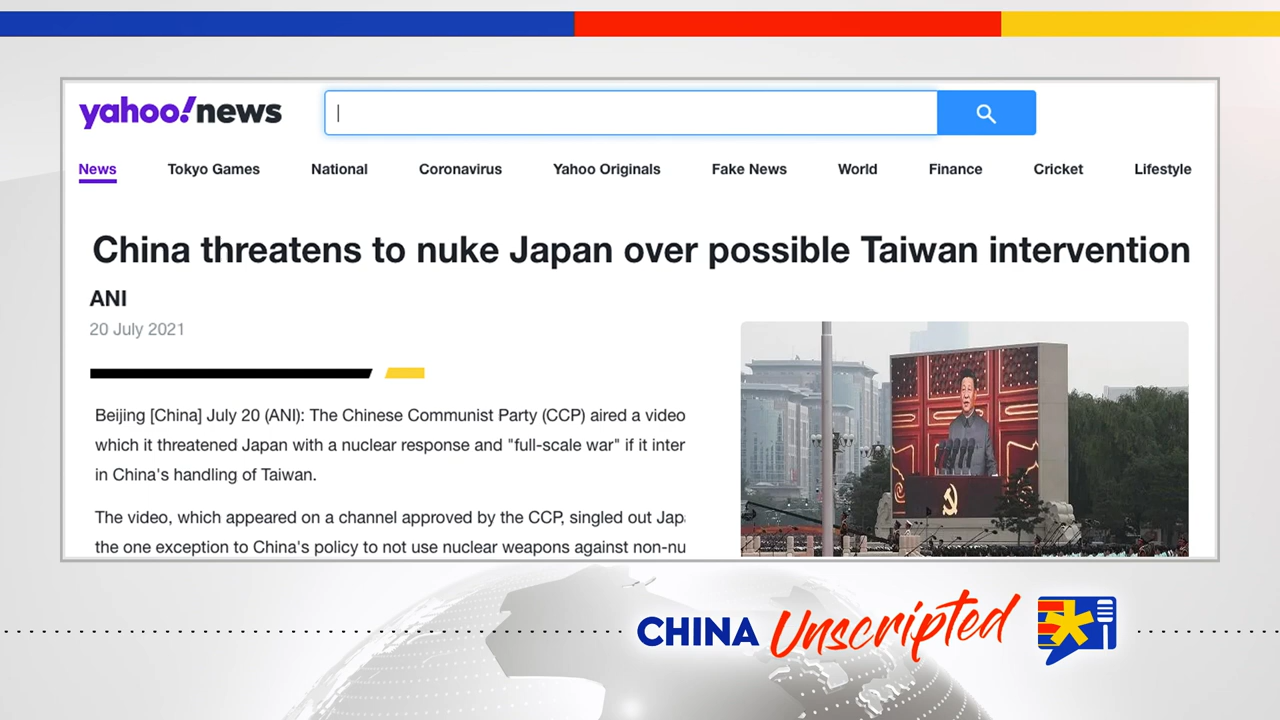 yahoo!news
News Tokyo Games National Coronavirus Yahoo Originals Fake News World Finance Cricket Lifestyle
China threatens to nuke Japan over possible Taiwan intervention
ANI
20 July 2021
Beijing [China] July 20 (ANI): The Chinese Communist Party (CCP) aired a video
which it threatened Japan with a nuclear response and "full-scale war" if it inter
in China's handling of Taiwan.
The video, which appeared on a channel approved by the CCP, singled out Jap
the one exception to China's policy to not use nuclear weapons against non-nu
CHINA Unscripted